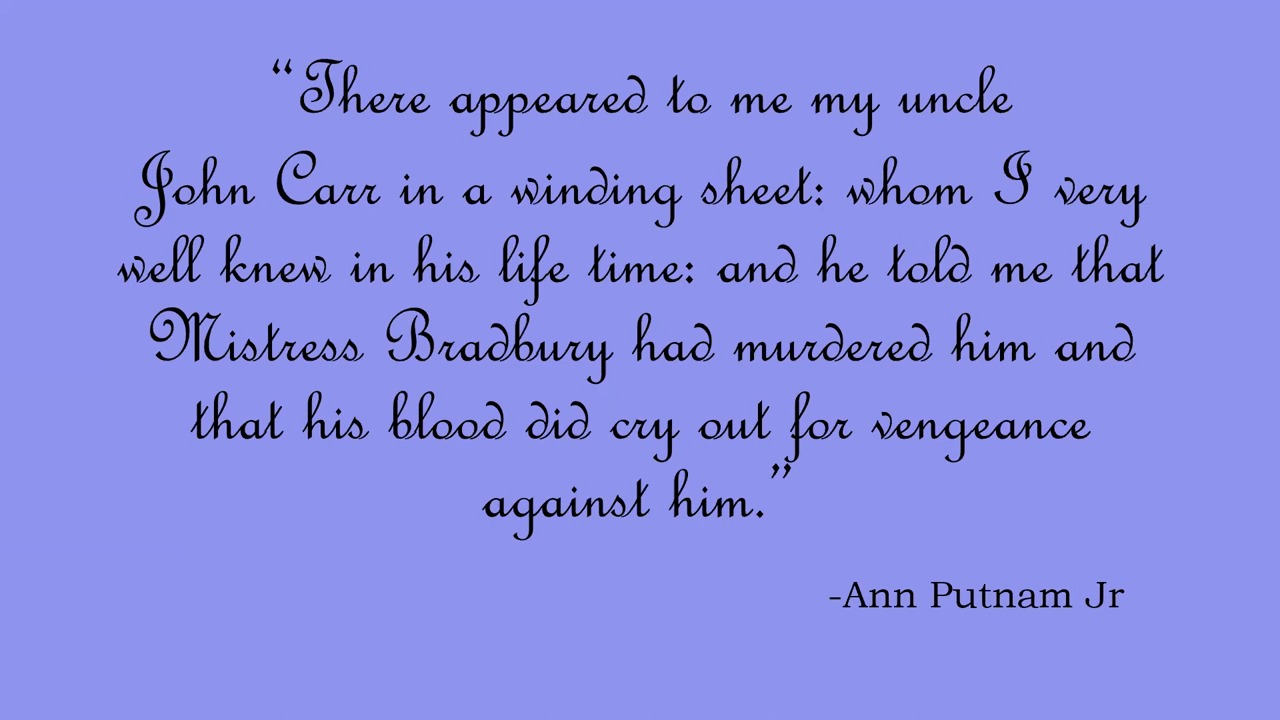 “There appeared to me my uncle
John Carr in a winding sheet: whom I very
well knew in his life time: and he told me that
Mistress Bradbury had murdered him and
that his blood did cry out for vengeance
against him.”
-Ann Putnam Jr